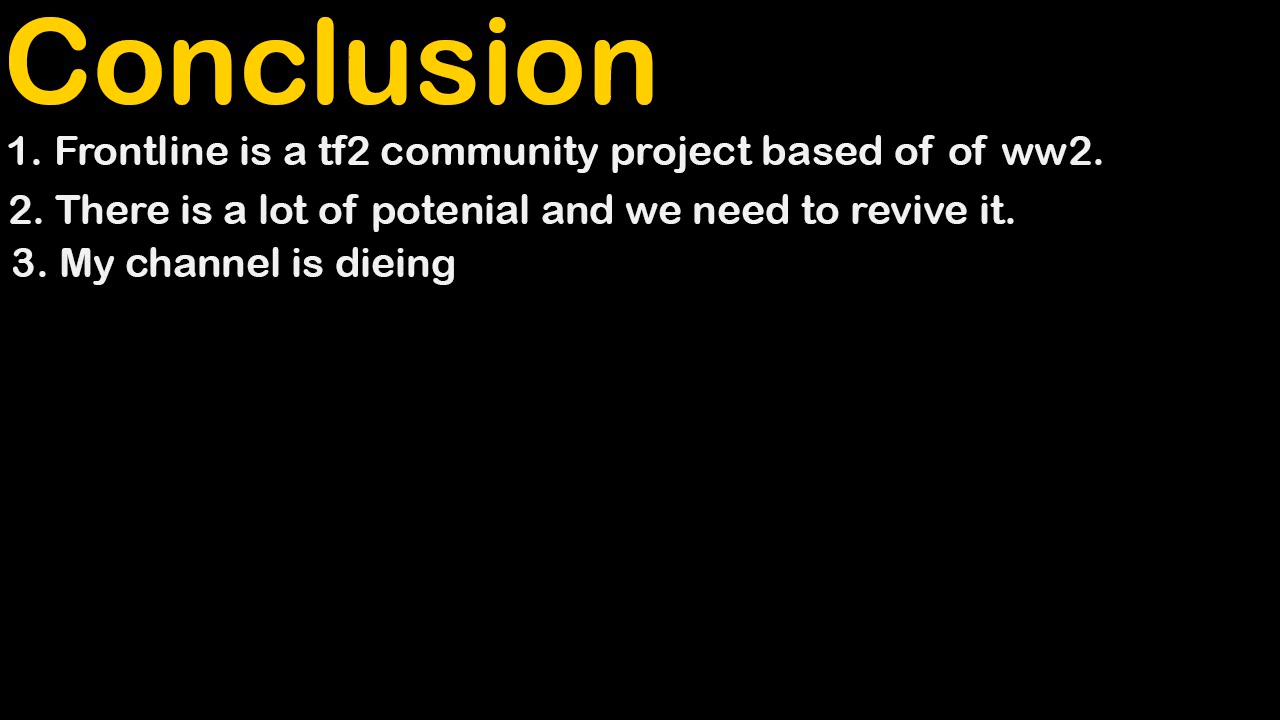 Conclusion
1. Frontline is a tf2 community project based of of ww2.
2. There is a lot of potenial and we need to revive it.
3. My channel is dieing